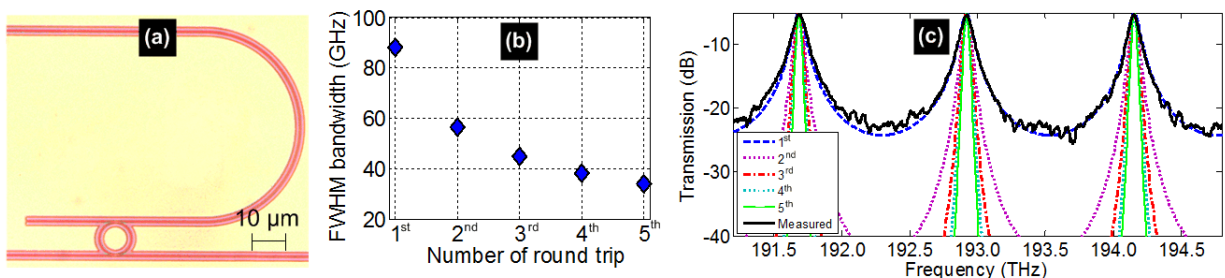 (a)
10 μm
(b)
FWHM bandwidth (GHz)
100
80
60
40
20
1st 2nd 3rd 4th 5th
Number of round trip
(c)
Transmission (dB)
-10
-20
-30
-40
1st
2nd
3rd
4th
5th
Measured
191.5 192.0 192.5 193.0 193.5 194.0 194.5
Frequency (THz)